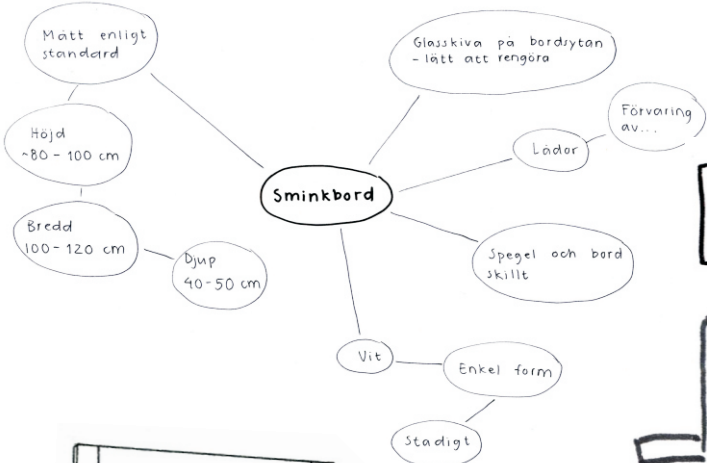 Mått enligt
standard
Glasskiva på bordsytan
- lätt att rengöra
Förvaring
av...
Höjd
~80-100 cm
Lådor
Sminkbord
Bredd
100-120 cm
Djup
40-50 cm
Spegel och bord
skillt
Vit
Enkel form
Stadigt